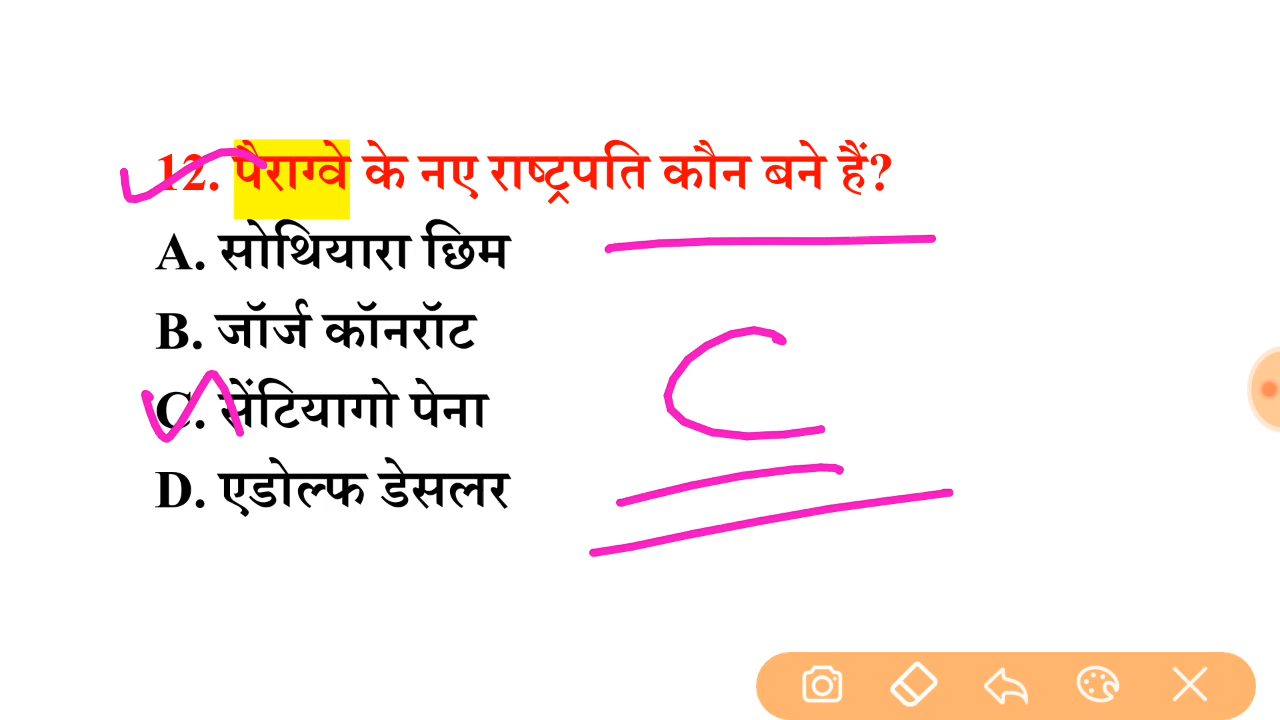 12. पैराग्वे के नए राष्ट्रपति कौन बने हैं?
A. सोथियारा छिम
B. जॉर्ज कॉनरॉट
C. सेंटियागो पेना
C
D. एडोल्फ डेसलर